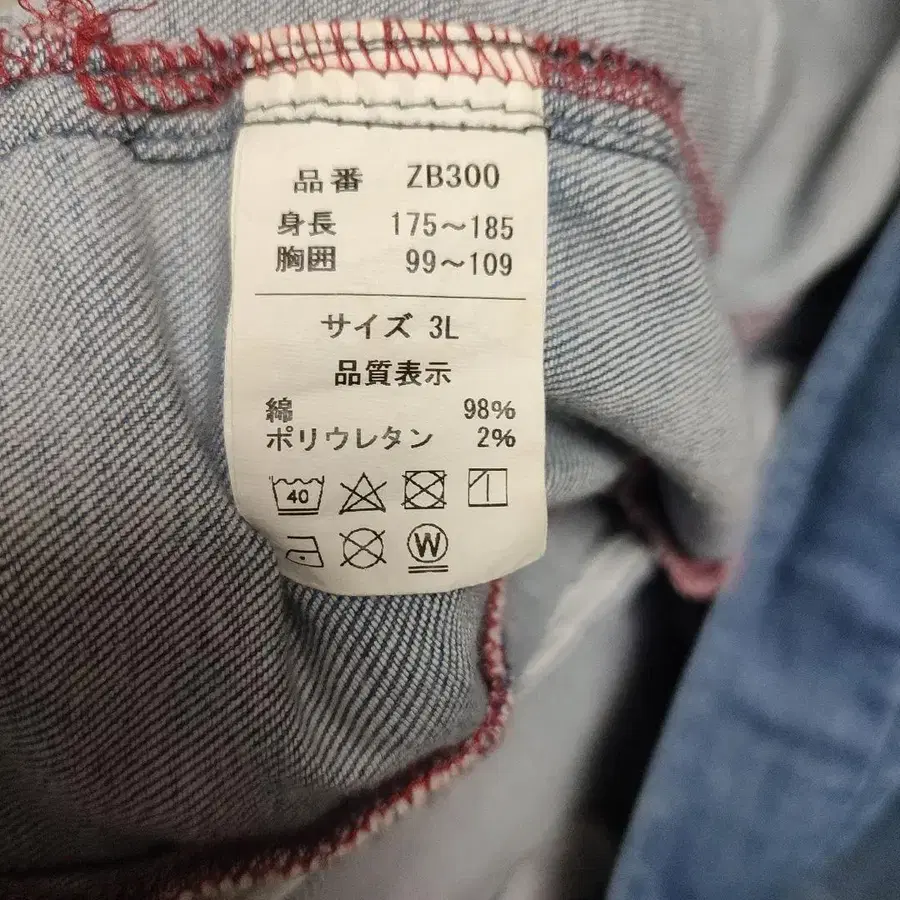 品番 ZB300
身長 175～185
胸囲 99～109
サイズ 3L
品質表示
綿 98%
ポリウレタン 2%
40
W